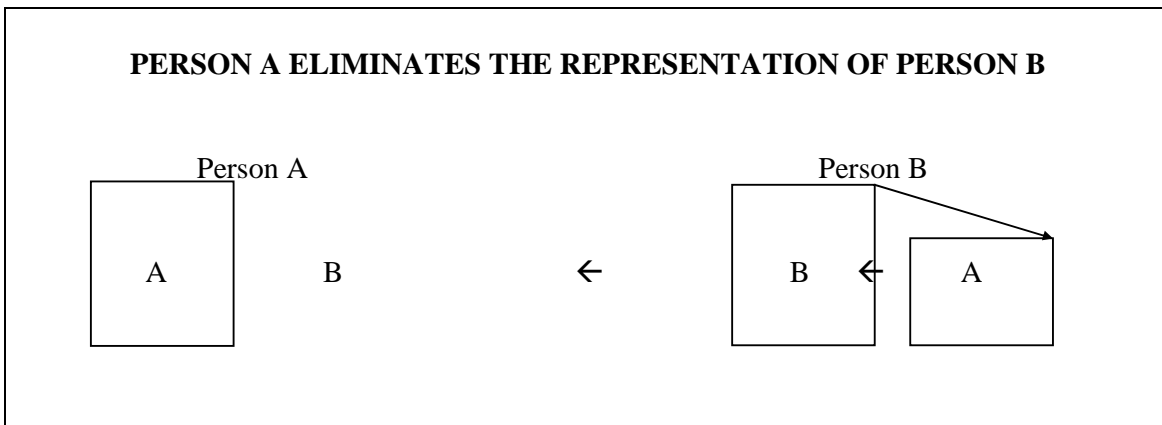 PERSON A ELIMINATES THE REPRESENTATION OF PERSON B
Person A Person B
A B ← B ← A